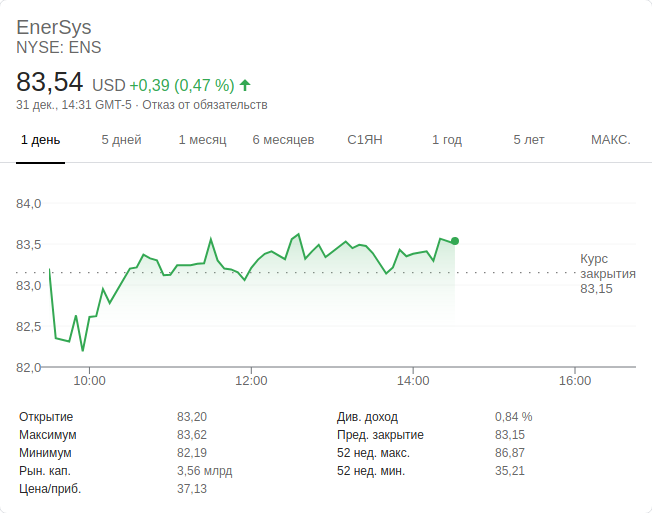 EnerSys
NYSE: ENS
83,54 USD +0,39 (0,47 %)
31 дек., 14:31 GMT-5 · Отказ от обязательств
1 день 5 дней 1 месяц 6 месяцев С1ЯН 1 год 5 лет МАКС.
84,0
83,5
83,0
82,5
82,0
Курс
закрытия
83,15
10:00 12:00 14:00 16:00
Открытие 83,20 Див. доход 0,84 %
Максимум 83,62 Пред. закрытие 83,15
Минимум 82,19 52 нед. макс. 86,87
Рын. кап. 3,56 млрд 52 нед. мин. 35,21
Цена/приб. 37,13